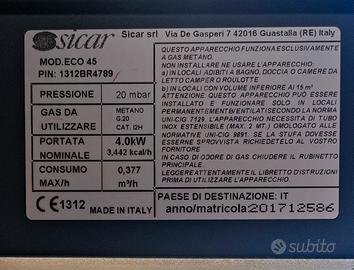 sicar
Sicar srl
Via De Gasperi 7 42016 Guastalla (RE) Italy
MOD.ECO 45
PIN: 1312BR4789
PRESSIONE
20 mbar
GAS DA
UTILIZZARE
METANO
G.20
CAT. I2H
PORTATA
NOMINALE
4.0kW
3,442 kcal/h
CONSUMO
MAX/h
0,377
m³/h
CE1312
MADE IN ITALY
QUESTO APPARECCHIO FUNZIONA ESCLUSIVAMENTE
A GAS METANO.
NON INSTALLARE NE USARE L'APPARECCHIO:
a) IN LOCALI ADIBITI A BAGNO, DOCCIA O CAMERA DA
LETTO CAMPER O ROULOTTE.
b) IN LOCALI CON VOLUME INFERIORE AI 15 m³
ATTENZIONE: QUESTO APPARECCHIO PUÒ ESSERE
INSTALLATO E FUNZIONARE SOLO IN LOCALI
PERMANENTEMENTE VENTILATI SECONDO LE NORME
UNI-CIG 7129. L'APPARECCHIO NECESSITA DI TUBO
INOX ESTENSIBILE (MAX. 2 MT.) OMOLOGATO ALLE
NORMATIVE UNI-CIG 9891. SE LA STUFA DOVESSE
ESSERE SPROVVISTA RICHIEDETELO AL VOSTRO
FORNITORE.
IN CASO DI ODORE DI GAS CHIUDERE IL RUBINETTO
PRINCIPALE.
LEGGERE ATTENTAMENTE IL LIBRETTO D'ISTRUZIONI
PRIMA DI UTILIZZARE L'APPARECCHIO.
PAESE DI DESTINAZIONE: IT
anno/matricola:201712586
subito